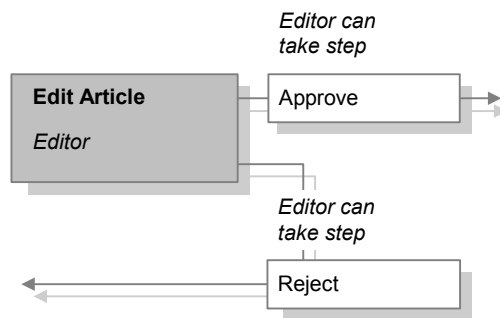 Editor can
take step
Edit Article
Approve
Editor
Editor can
take step
Reject